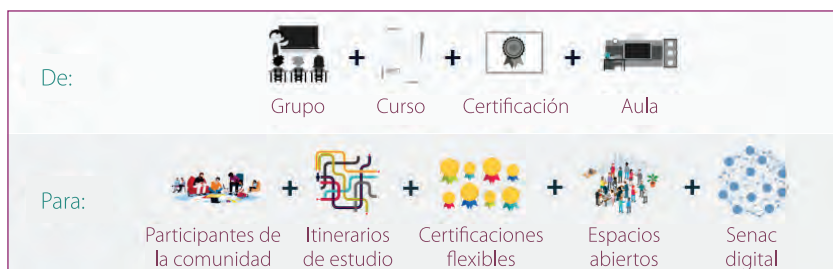 De:
+ + +
Grupo Curso Certificación Aula
Para:
+ + + +
Participantes de la comunidad
Itinerarios de estudio
Certificaciones flexibles
Espacios abiertos
Senac digital